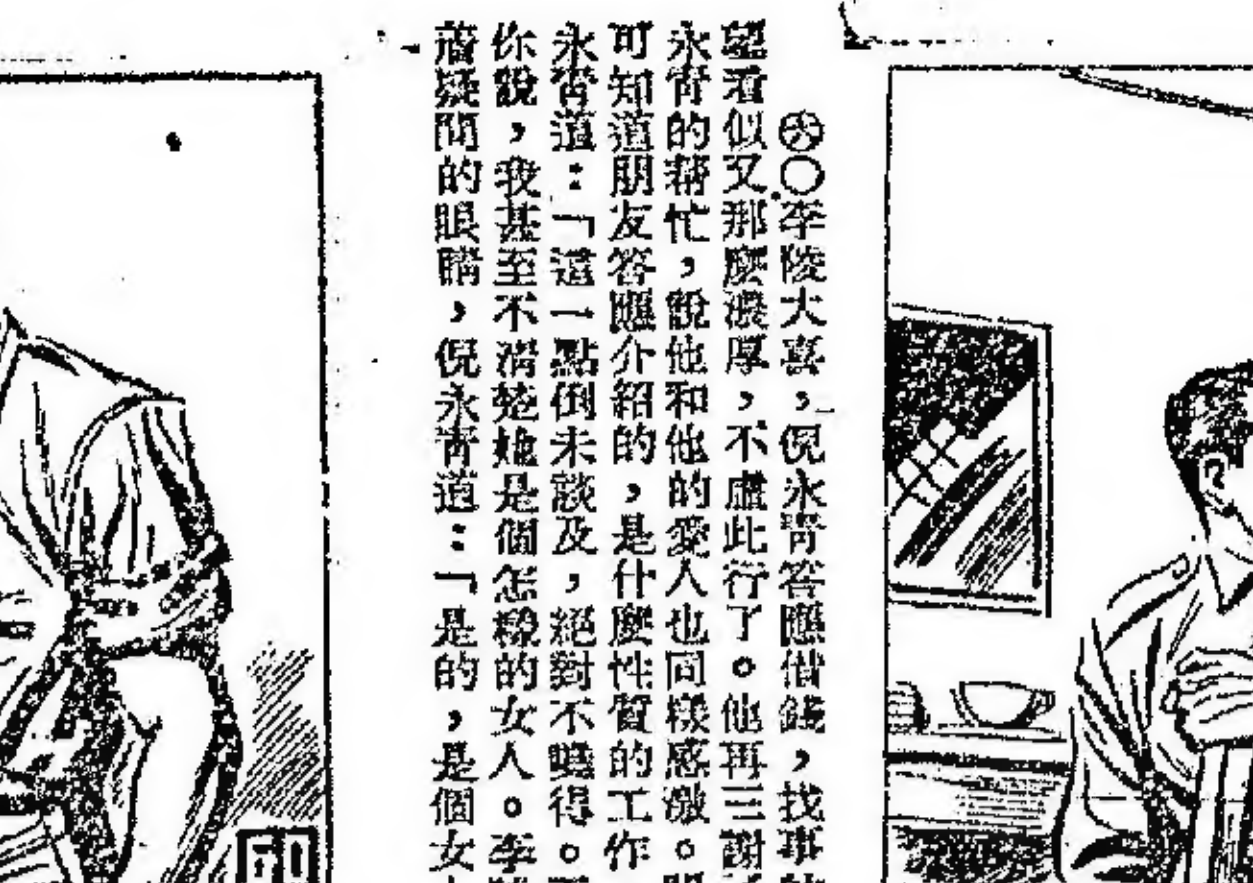 ㊅〇李陵大喜，倪永青答應借錢，找事
望看似又那麼濃厚，不虛此行了。他再三謝
永青的幫忙，說他和他的愛人也同樣感激。
可知道朋友答應介紹的，是什麼性質的工作
永青道：「這一點倒未談及，絕對不曉得。
你說，我甚至不清楚她是個怎樣的女人。李
着疑問的眼睛，倪永青道：「是的，是個女